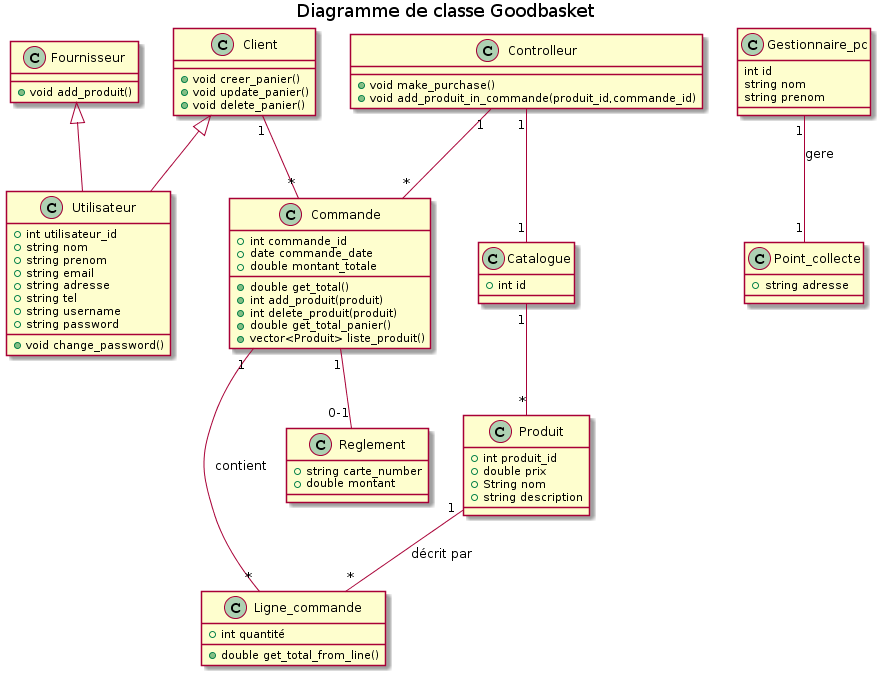 Diagramme de classe Goodbasket
C Fournisseur
void add_produit()
C Client
void creer_panier()
void update_panier()
void delete_panier()
C Controlleur
void make_purchase()
void add_produit_in_commande(produit_id,commande_id)
C Gestionnaire_pc
int id
string nom
string prenom
1
*
1
*
1
1
1
gere
1
C Utilisateur
int utilisateur_id
string nom
string prenom
string email
string adresse
string tel
string username
string password
void change_password()
C Commande
int commande_id
date commande_date
double montant_totale
double get_total()
int add_produit(produit)
int delete_produit(produit)
double get_total_panier()
vector<Produit> liste_produit()
C Catalogue
int id
C Point_collecte
string adresse
1
contient
*
1
0-1
1
*
C Reglement
string carte_number
double montant
C Produit
int produit_id
double prix
String nom
string description
1
décrit par
*
C Ligne_commande
int quantité
double get_total_from_line()